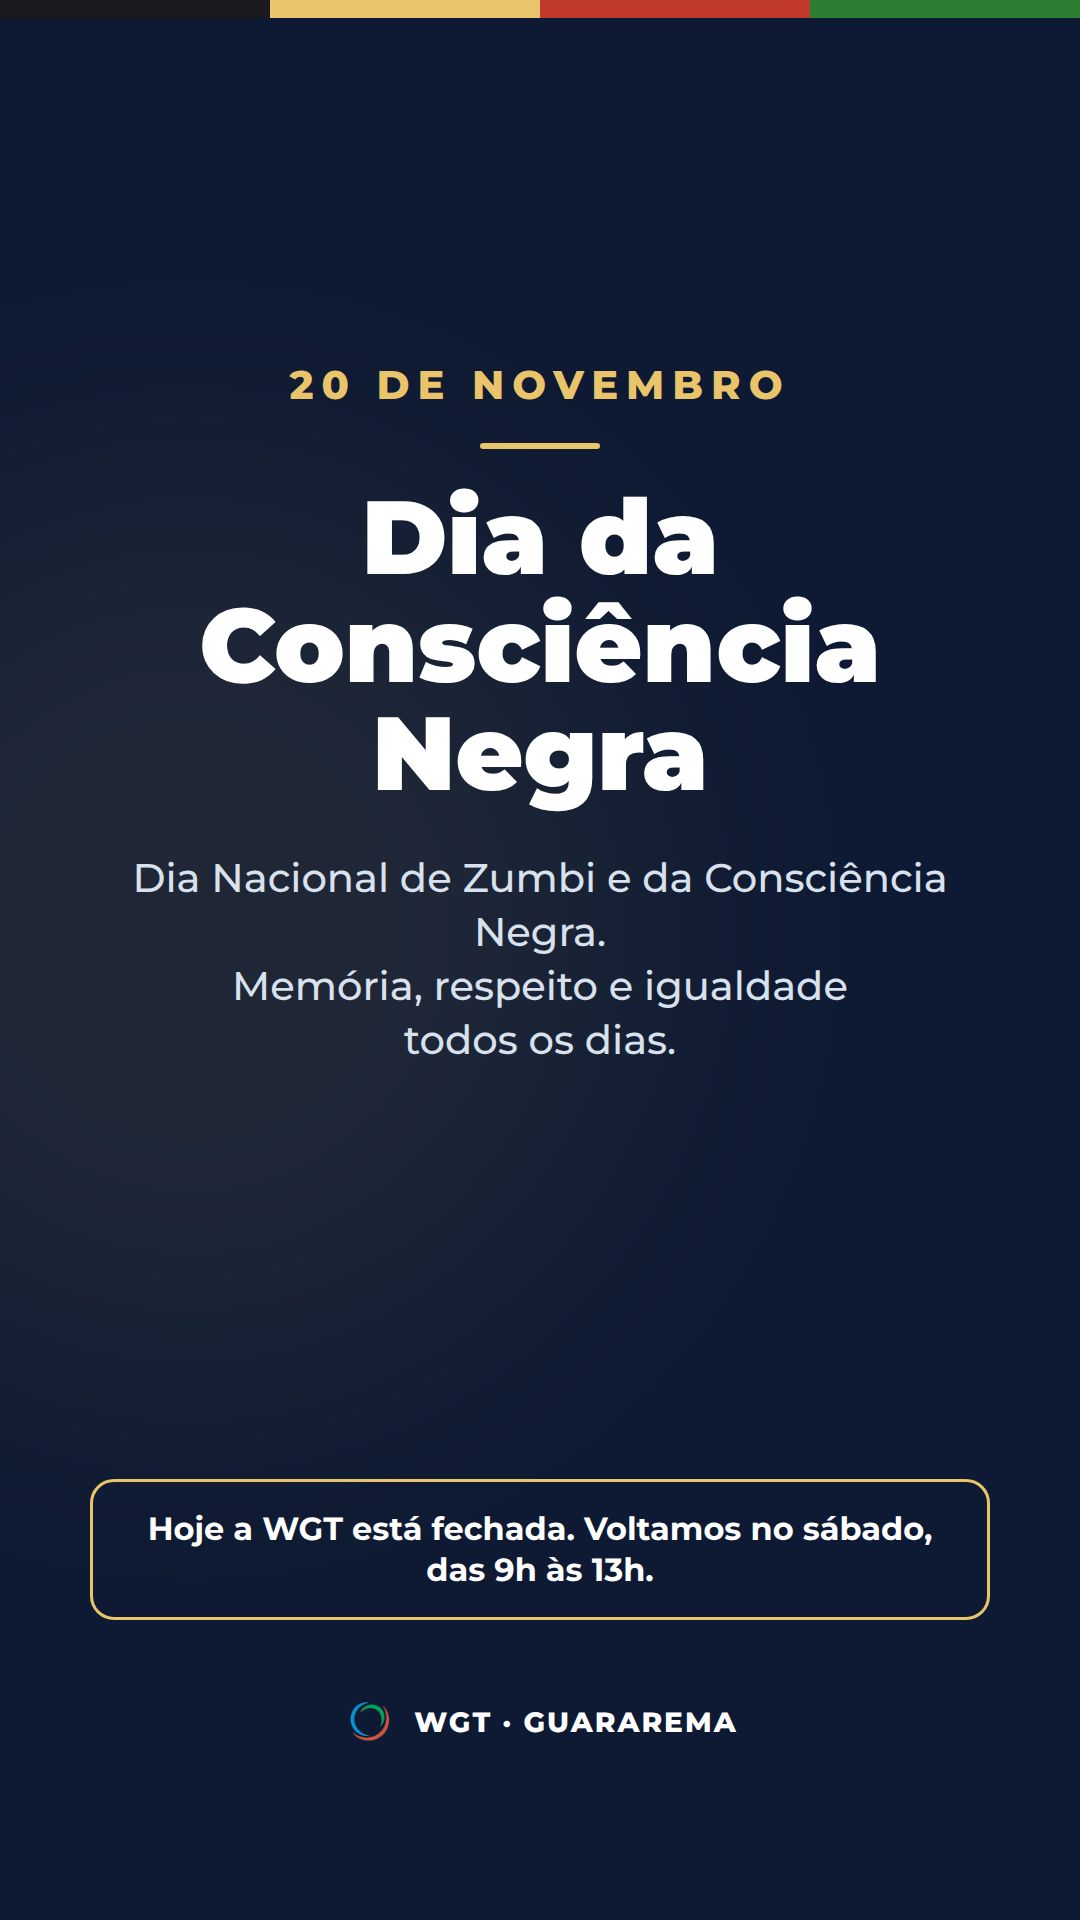 20 DE NOVEMBRO
Dia da
Consciência
Negra
Dia Nacional de Zumbi e da Consciência
Negra.
Memória, respeito e igualdade
todos os dias.
Hoje a WGT está fechada. Voltamos no sábado,
das 9h às 13h.
WGT · GUARAREMA